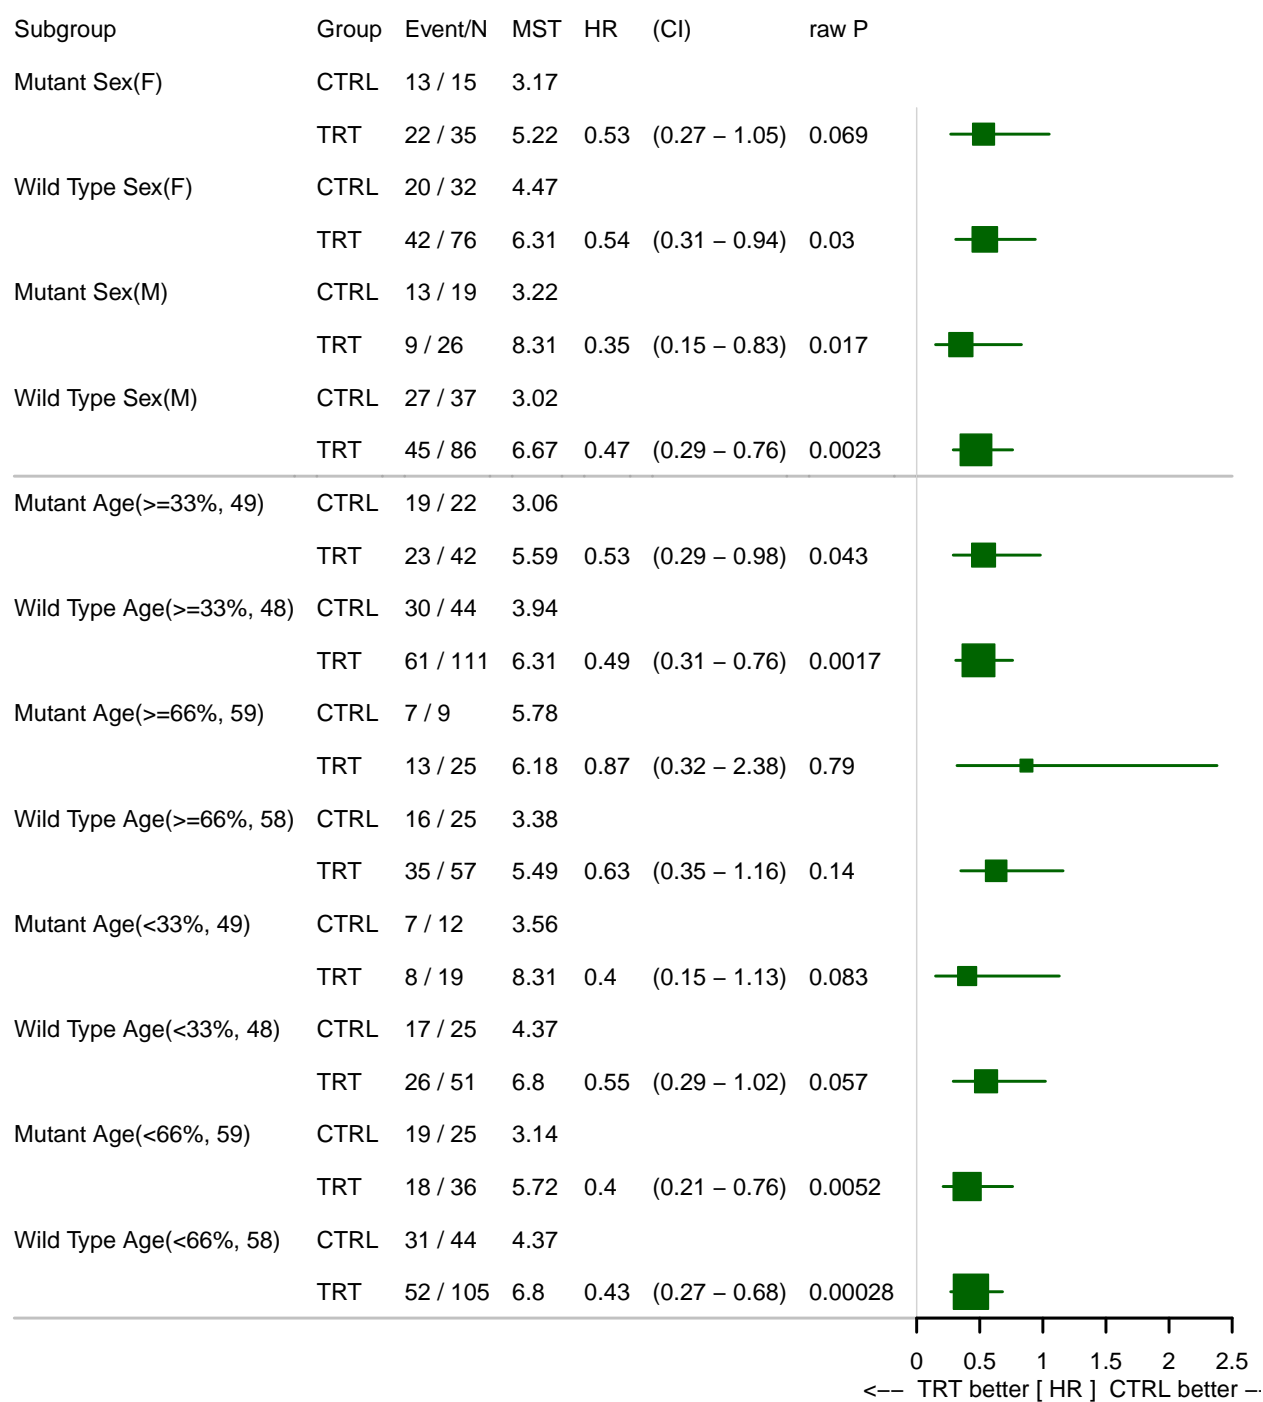 Subgroup Group Event/N MST HR (CI) raw P
Mutant Sex(F) CTRL 13 / 15 3.17
TRT 22 / 35 5.22 0.53 (0.27 − 1.05) 0.069
Wild Type Sex(F) CTRL 20 / 32 4.47
TRT 42 / 76 6.31 0.54 (0.31 − 0.94) 0.03
Mutant Sex(M) CTRL 13 / 19 3.22
TRT 9 / 26 8.31 0.35 (0.15 − 0.83) 0.017
Wild Type Sex(M) CTRL 27 / 37 3.02
TRT 45 / 86 6.67 0.47 (0.29 − 0.76) 0.0023
Mutant Age(>=33%, 49) CTRL 19 / 22 3.06
TRT 23 / 42 5.59 0.53 (0.29 − 0.98) 0.043
Wild Type Age(>=33%, 48) CTRL 30 / 44 3.94
TRT 61 / 111 6.31 0.49 (0.31 − 0.76) 0.0017
Mutant Age(>=66%, 59) CTRL 7 / 9 5.78
TRT 13 / 25 6.18 0.87 (0.32 − 2.38) 0.79
Wild Type Age(>=66%, 58) CTRL 16 / 25 3.38
TRT 35 / 57 5.49 0.63 (0.35 − 1.16) 0.14
Mutant Age(<33%, 49) CTRL 7 / 12 3.56
TRT 8 / 19 8.31 0.4 (0.15 − 1.13) 0.083
Wild Type Age(<33%, 48) CTRL 17 / 25 4.37
TRT 26 / 51 6.8 0.55 (0.29 − 1.02) 0.057
Mutant Age(<66%, 59) CTRL 19 / 25 3.14
TRT 18 / 36 5.72 0.4 (0.21 − 0.76) 0.0052
Wild Type Age(<66%, 58) CTRL 31 / 44 4.37
TRT 52 / 105 6.8 0.43 (0.27 − 0.68) 0.00028
0 0.5 1 1.5 2 2.5
<−− TRT better [ HR ] CTRL better −